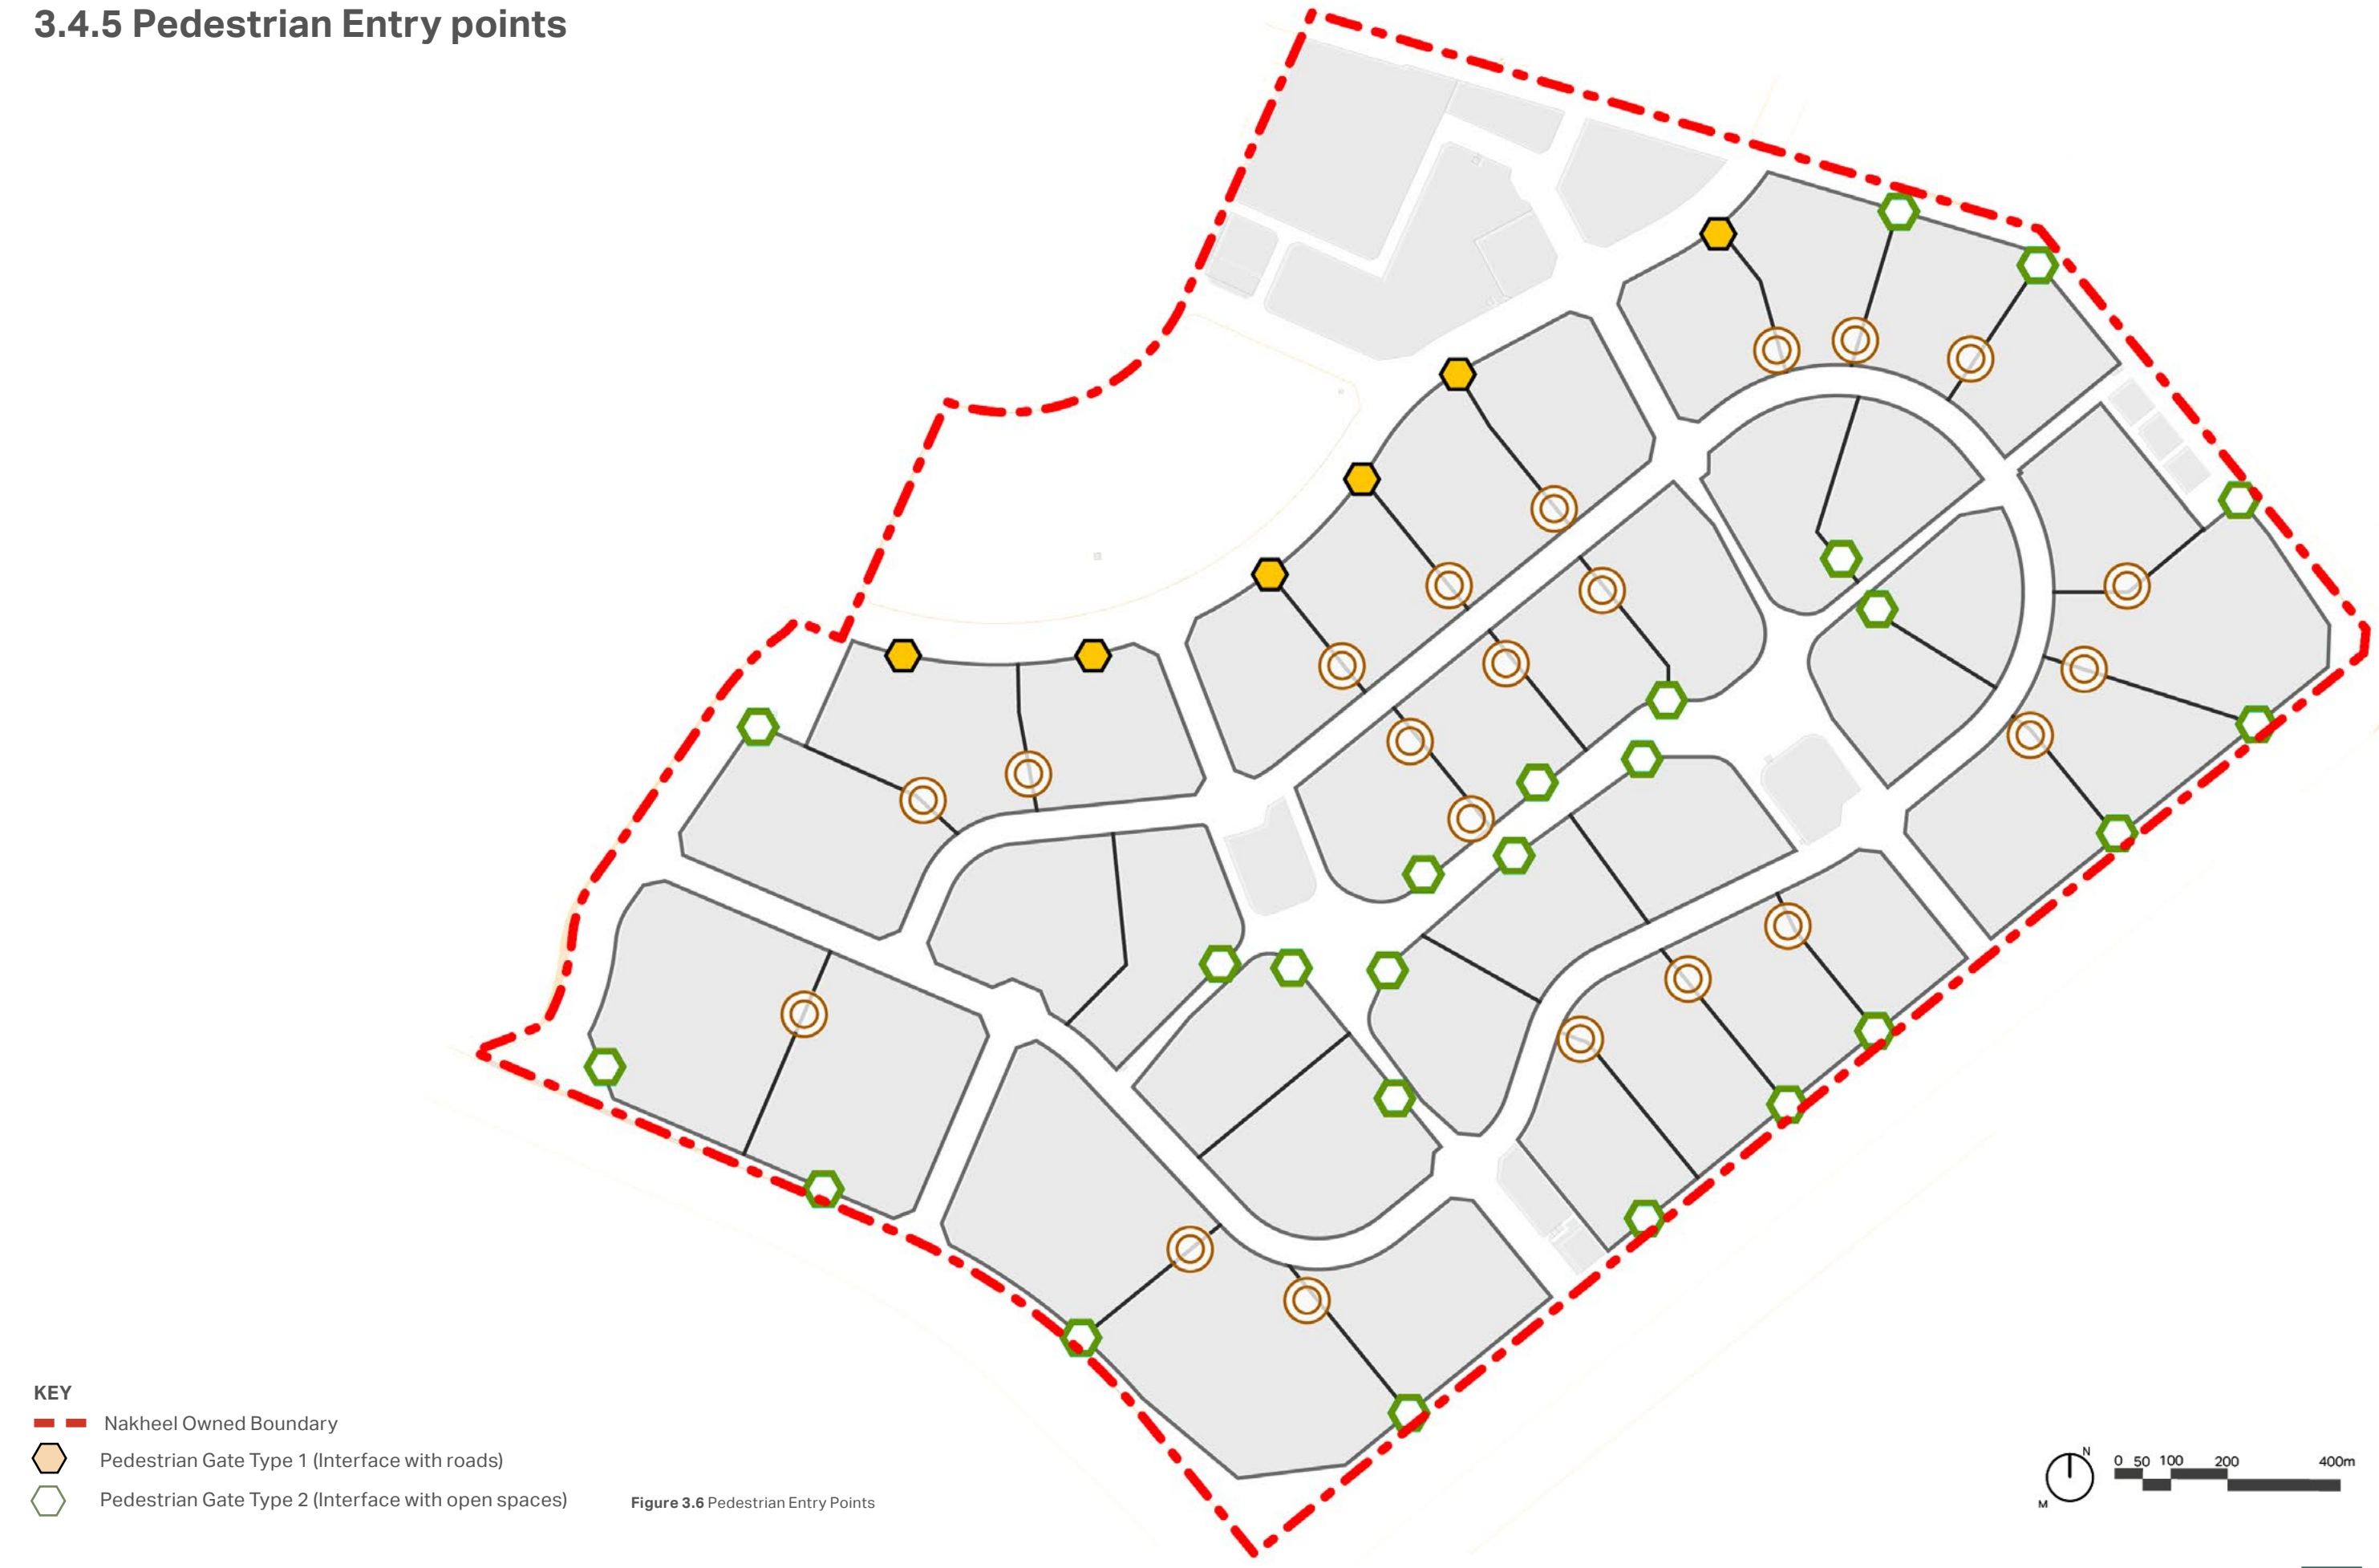 3.4.5 Pedestrian Entry points
KEY
Nakheel Owned Boundary
Pedestrian Gate Type 1 (Interface with roads)
Pedestrian Gate Type 2 (Interface with open spaces)
Figure 3.6 Pedestrian Entry Points
N
M
0 50 100 200 400m